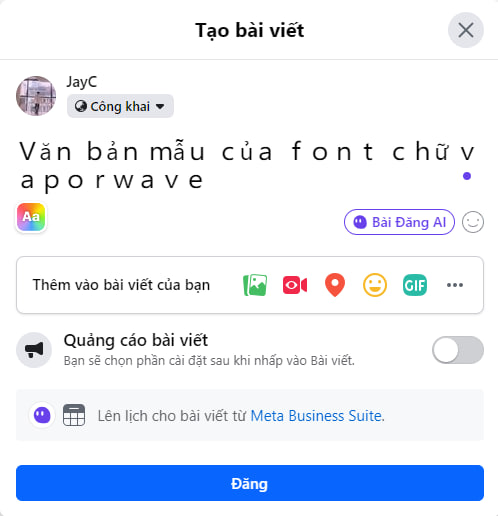 Tạo bài viết
JayC
Công khai
Văn bản mẫu của font chữ v
aporwave
Aa
Bài Đăng AI
Thêm vào bài viết của bạn
GIF
Quảng cáo bài viết
Bạn sẽ chọn phần cài đặt sau khi nhấp vào Bài viết.
Lên lịch cho bài viết từ Meta Business Suite.
Đăng